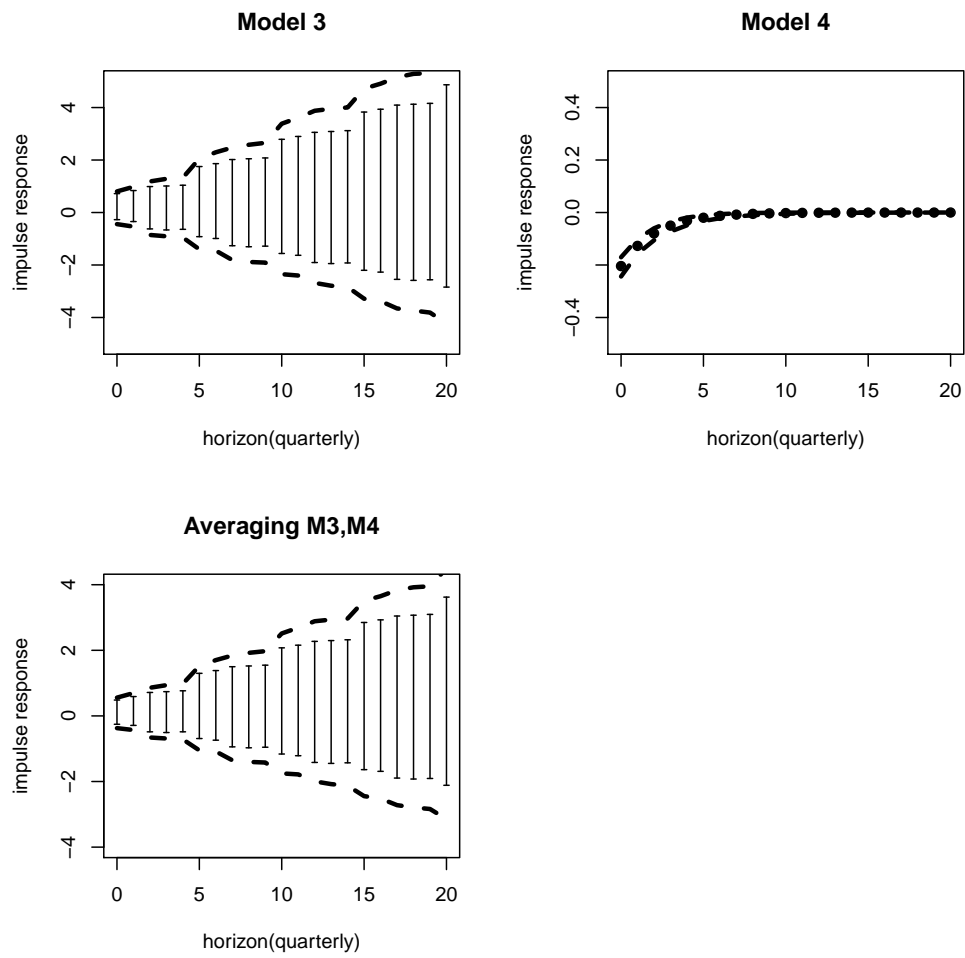 Model 3
impulse response
4
2
0
−2
−4
0 5 10 15 20
horizon(quarterly)
Model 4
impulse response
0.4
0.2
0.0
−0.4
0 5 10 15 20
horizon(quarterly)
Averaging M3,M4
impulse response
4
2
0
−2
−4
0 5 10 15 20
horizon(quarterly)